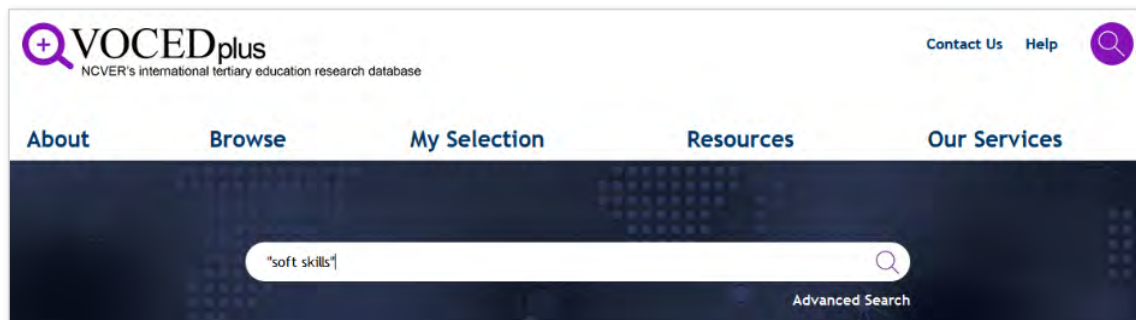 VOCEDplus
NCVER's international tertiary education research database
Contact Us Help
About Browse My Selection Resources Our Services
"soft skills"
Advanced Search